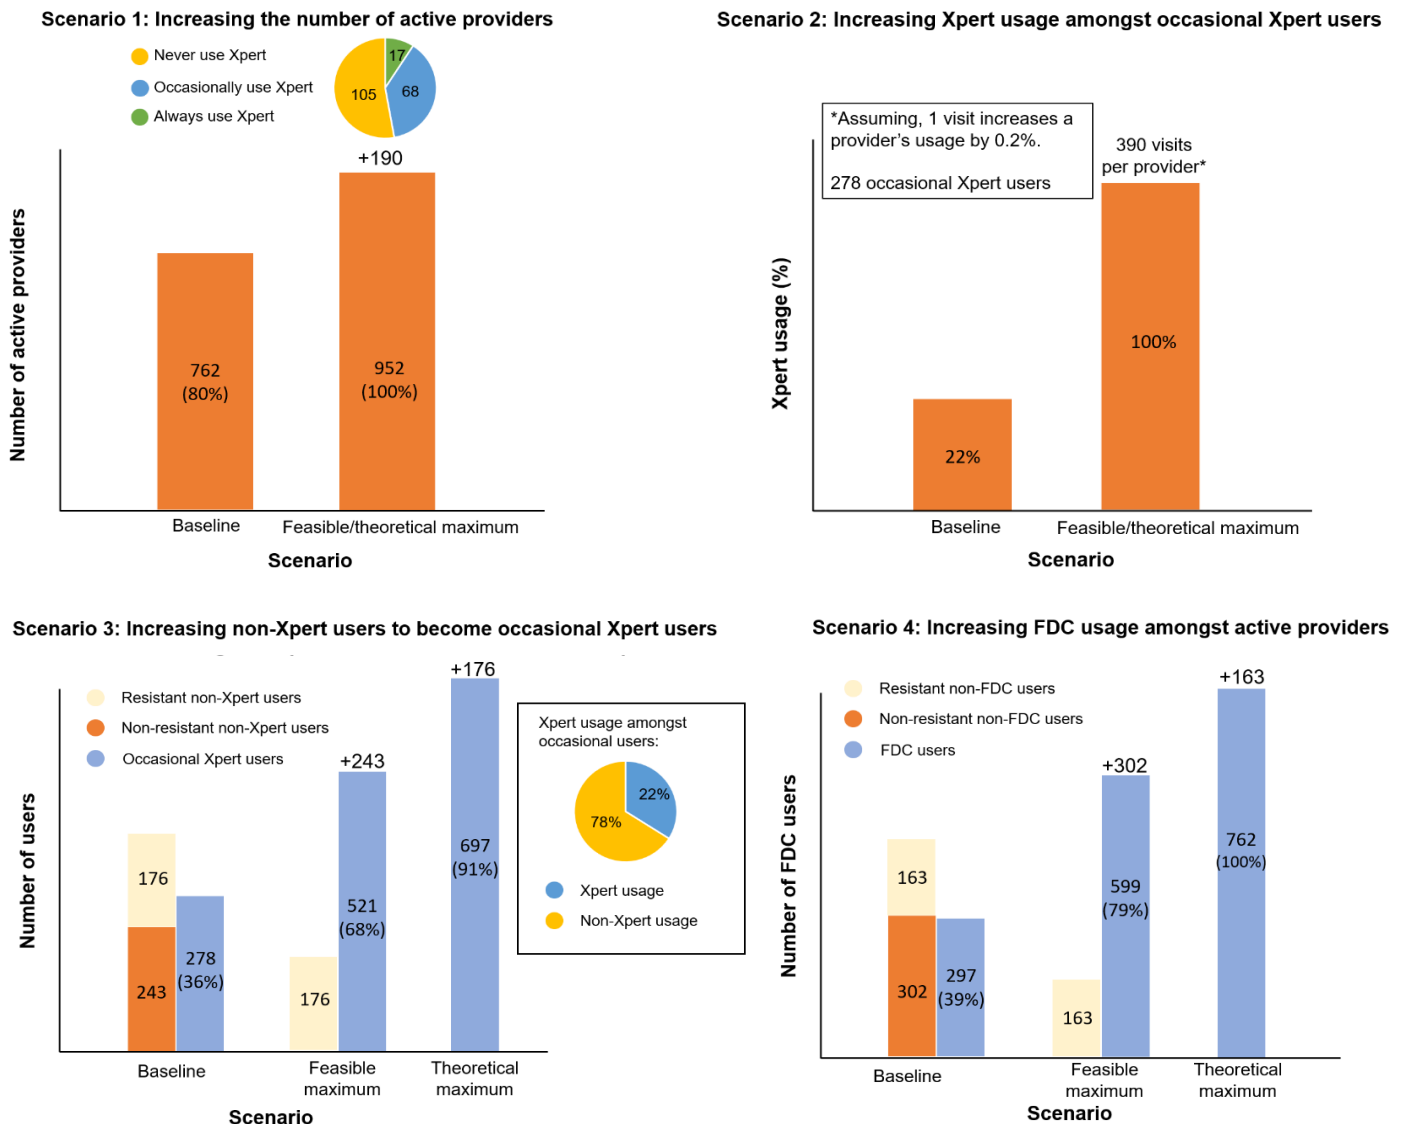 Scenario 1: Increasing the number of active providers
Never use Xpert
Occasionally use Xpert
Always use Xpert
17
105
68
+190
Number of active providers
762
(80%)
952
(100%)
Baseline
Feasible/theoretical maximum
Scenario
Scenario 2: Increasing Xpert usage amongst occasional Xpert users
*Assuming, 1 visit increases a
provider's usage by 0.2%.
278 occasional Xpert users
390 visits
per provider*
Xpert usage (%)
100%
22%
Baseline
Feasible/theoretical maximum
Scenario
Scenario 3: Increasing non-Xpert users to become occasional Xpert users
Resistant non-Xpert users
Non-resistant non-Xpert users
Occasional Xpert users
+176
+243
Number of users
176
243
278
(36%)
176
521
(68%)
697
(91%)
Xpert usage amongst
occasional users:
22%
78%
Xpert usage
Non-Xpert usage
Baseline
Feasible
maximum
Theoretical
maximum
Scenario
Scenario 4: Increasing FDC usage amongst active providers
Resistant non-FDC users
Non-resistant non-FDC users
FDC users
+163
+302
Number of FDC users
163
302
297
(39%)
163
599
(79%)
762
(100%)
Baseline
Feasible
maximum
Theoretical
maximum
Scenario